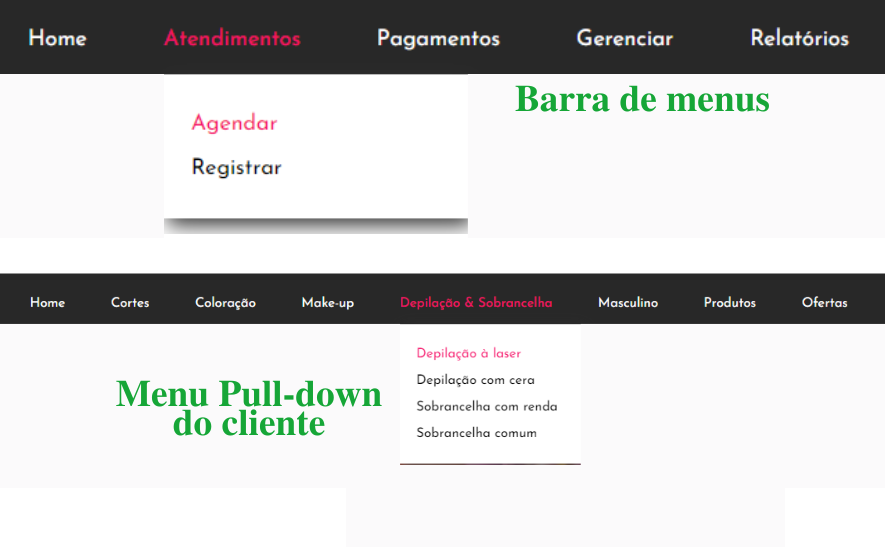 Home Atendimentos Pagamentos Gerenciar Relatórios
Barra de menus
Agendar
Registrar
Home Cortes Coloração Make-up Depilação & Sobrancelha Masculino Produtos Ofertas
Depilação à laser
Depilação com cera
Sobrancelha com renda
Sobrancelha comum
Menu Pull-down
do cliente